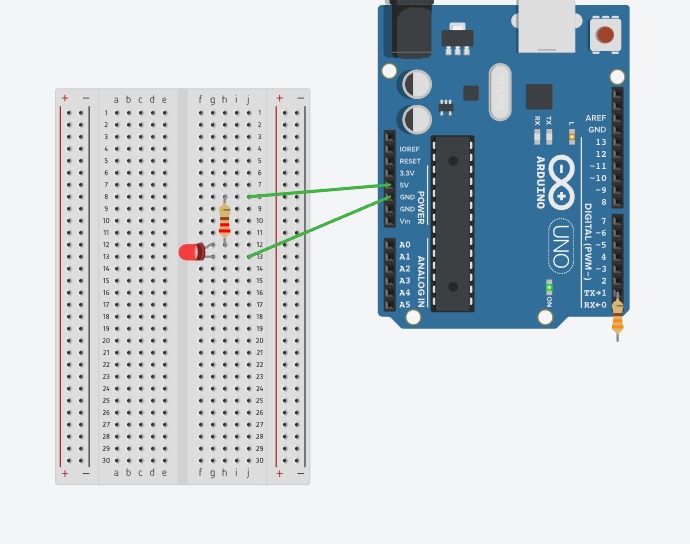 + − a b c d e f g h i j + −
1 1
2 2
3 3
4 4
5 5
6 6
7 7
8
9 9
10 10
11 11
12 12
13 13
14 14
15 15
16 16
17 17
18 18
19 19
20 20
21 21
22 22
23 23
24 24
25 25
26 26
27 27
28 28
29 29
30 30
+ − a b c d e f g h i j + −
IOREF
RESET
3.3V
5V
GND
GND
Vin
POWER
A0
A1
A2
A3
A4
A5
ANALOG IN
RX
TX
L
ARDUINO
UNO
ON
AREF
GND
13
12
~11
~10
~9
8
7
~6
~5
4
~3
2
TX→1
RX←0
DIGITAL (PWM~)